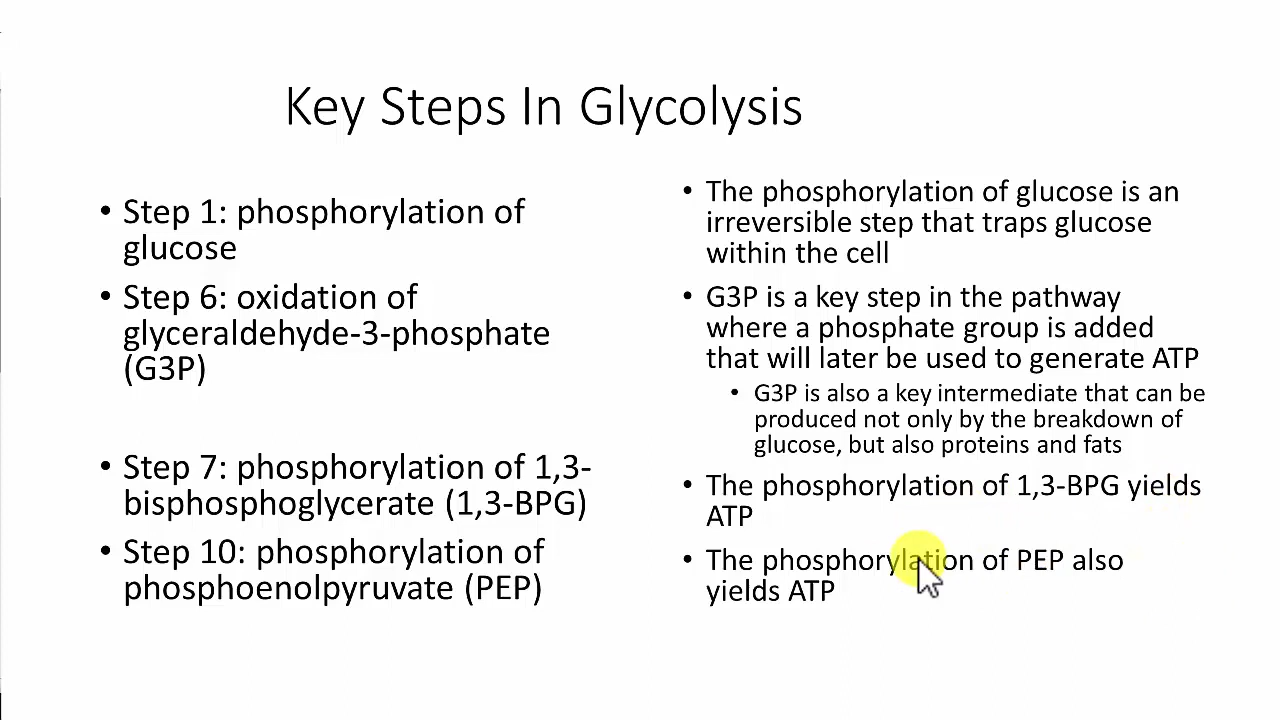 Key Steps In Glycolysis
• Step 1: phosphorylation of
glucose
• Step 6: oxidation of
glyceraldehyde-3-phosphate
(G3P)
• Step 7: phosphorylation of 1,3-
bisphosphoglycerate (1,3-BPG)
• Step 10: phosphorylation of
phosphoenolpyruvate (PEP)
• The phosphorylation of glucose is an
irreversible step that traps glucose
within the cell
• G3P is a key step in the pathway
where a phosphate group is added
that will later be used to generate ATP
• G3P is also a key intermediate that can be
produced not only by the breakdown of
glucose, but also proteins and fats
• The phosphorylation of 1,3-BPG yields
ATP
• The phosphorylation of PEP also
yields ATP